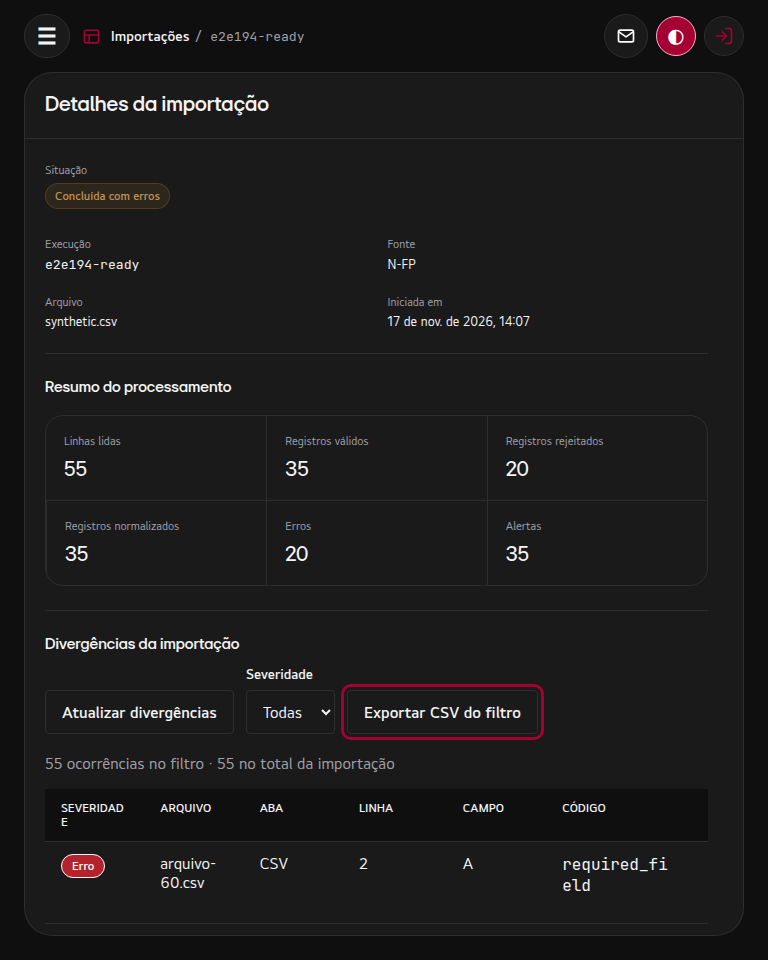 Importações / e2e194-ready
Detalhes da importação
Situação
Concluida com erros
Execução
e2e194-ready
Fonte
N-FP
Arquivo
synthetic.csv
Iniciada em
17 de nov. de 2026, 14:07
Resumo do processamento
Linhas lidas
55
Registros válidos
35
Registros rejeitados
20
Registros normalizados
35
Erros
20
Alertas
35
Divergências da importação
Severidade
Atualizar divergências
Todas
Exportar CSV do filtro
55 ocorrências no filtro · 55 no total da importação
SEVERIDAD
E
ARQUIVO
ABA
LINHA
CAMPO
CÓDIGO
Erro
arquivo-
60.csv
CSV
2
A
required_fi
eld